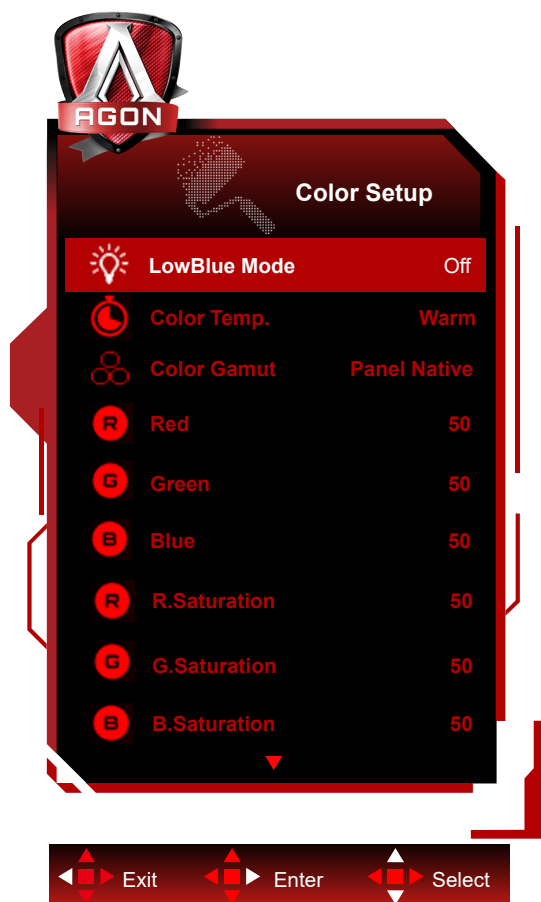 AGON
Color Setup
LowBlue Mode Off
Color Temp. Warm
Color Gamut Panel Native
R Red 50
G Green 50
B Blue 50
R R.Saturation 50
G G.Saturation 50
B B.Saturation 50
Exit Enter Select